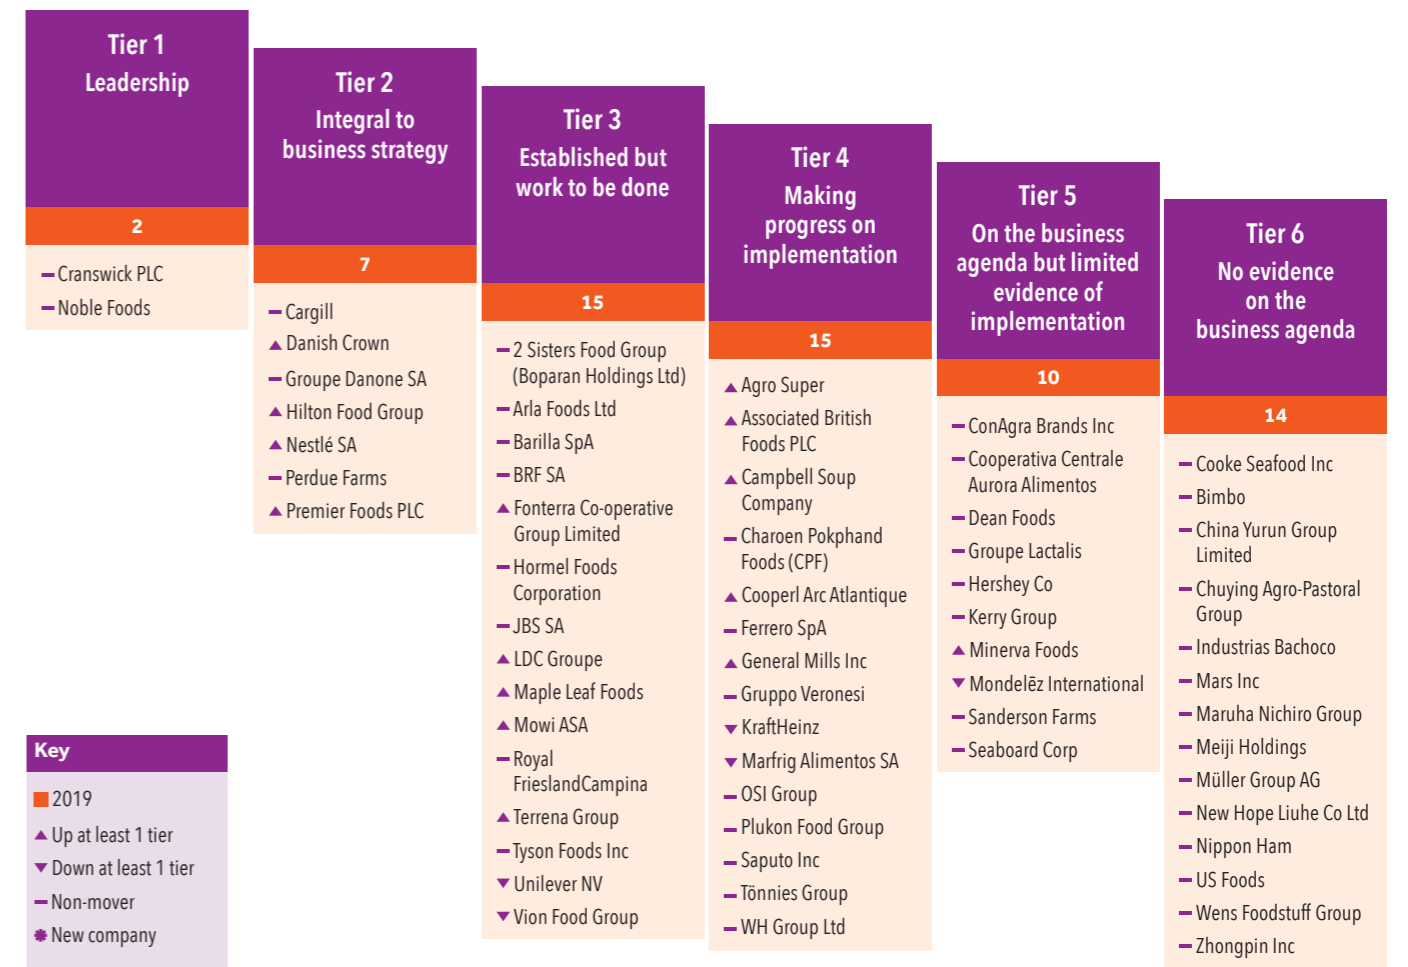 Tier 1
Leadership
2
Cranswick PLC
Noble Foods
Tier 2
Integral to
business strategy
7
Cargill
Danish Crown
Groupe Danone SA
Hilton Food Group
Nestlé SA
Perdue Farms
Premier Foods PLC
Tier 3
Established but
work to be done
15
2 Sisters Food Group
(Boparan Holdings Ltd)
Arla Foods Ltd
Barilla SpA
BRF SA
Fonterra Co-operative
Group Limited
Hormel Foods
Corporation
JBS SA
LDC Groupe
Maple Leaf Foods
Mowi ASA
Royal
FrieslandCampina
Terrena Group
Tyson Foods Inc
Unilever NV
Vion Food Group
Tier 4
Making
progress on
implementation
15
Agro Super
Associated British
Foods PLC
Campbell Soup
Company
Charoen Pokphand
Foods (CPF)
Cooperl Arc Atlantique
Ferrero SpA
General Mills Inc
Gruppo Veronesi
KraftHeinz
Marfrig Alimentos SA
OSI Group
Plukon Food Group
Saputo Inc
Tönnies Group
WH Group Ltd
Tier 5
On the business
agenda but limited
evidence of
implementation
10
ConAgra Brands Inc
Cooperativa Centrale
Aurora Alimentos
Dean Foods
Groupe Lactalis
Hershey Co
Kerry Group
Minerva Foods
Mondelēz International
Sanderson Farms
Seaboard Corp
Tier 6
No evidence
on the
business agenda
14
Cooke Seafood Inc
Bimbo
China Yurun Group
Limited
Chuying Agro-Pastoral
Group
Industrias Bachoco
Mars Inc
Maruha Nichiro Group
Meiji Holdings
Müller Group AG
New Hope Liuhe Co Ltd
Nippon Ham
US Foods
Wens Foodstuff Group
Zhongpin Inc
Key
2019
Up at least 1 tier
Down at least 1 tier
Non-mover
New company